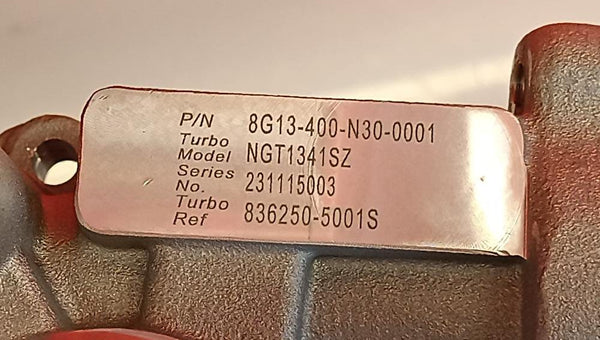 P/N 8G13-400-N30-0001
Turbo
Model NGT1341SZ
Series
No. 231115003
Turbo
Ref 836250-5001S